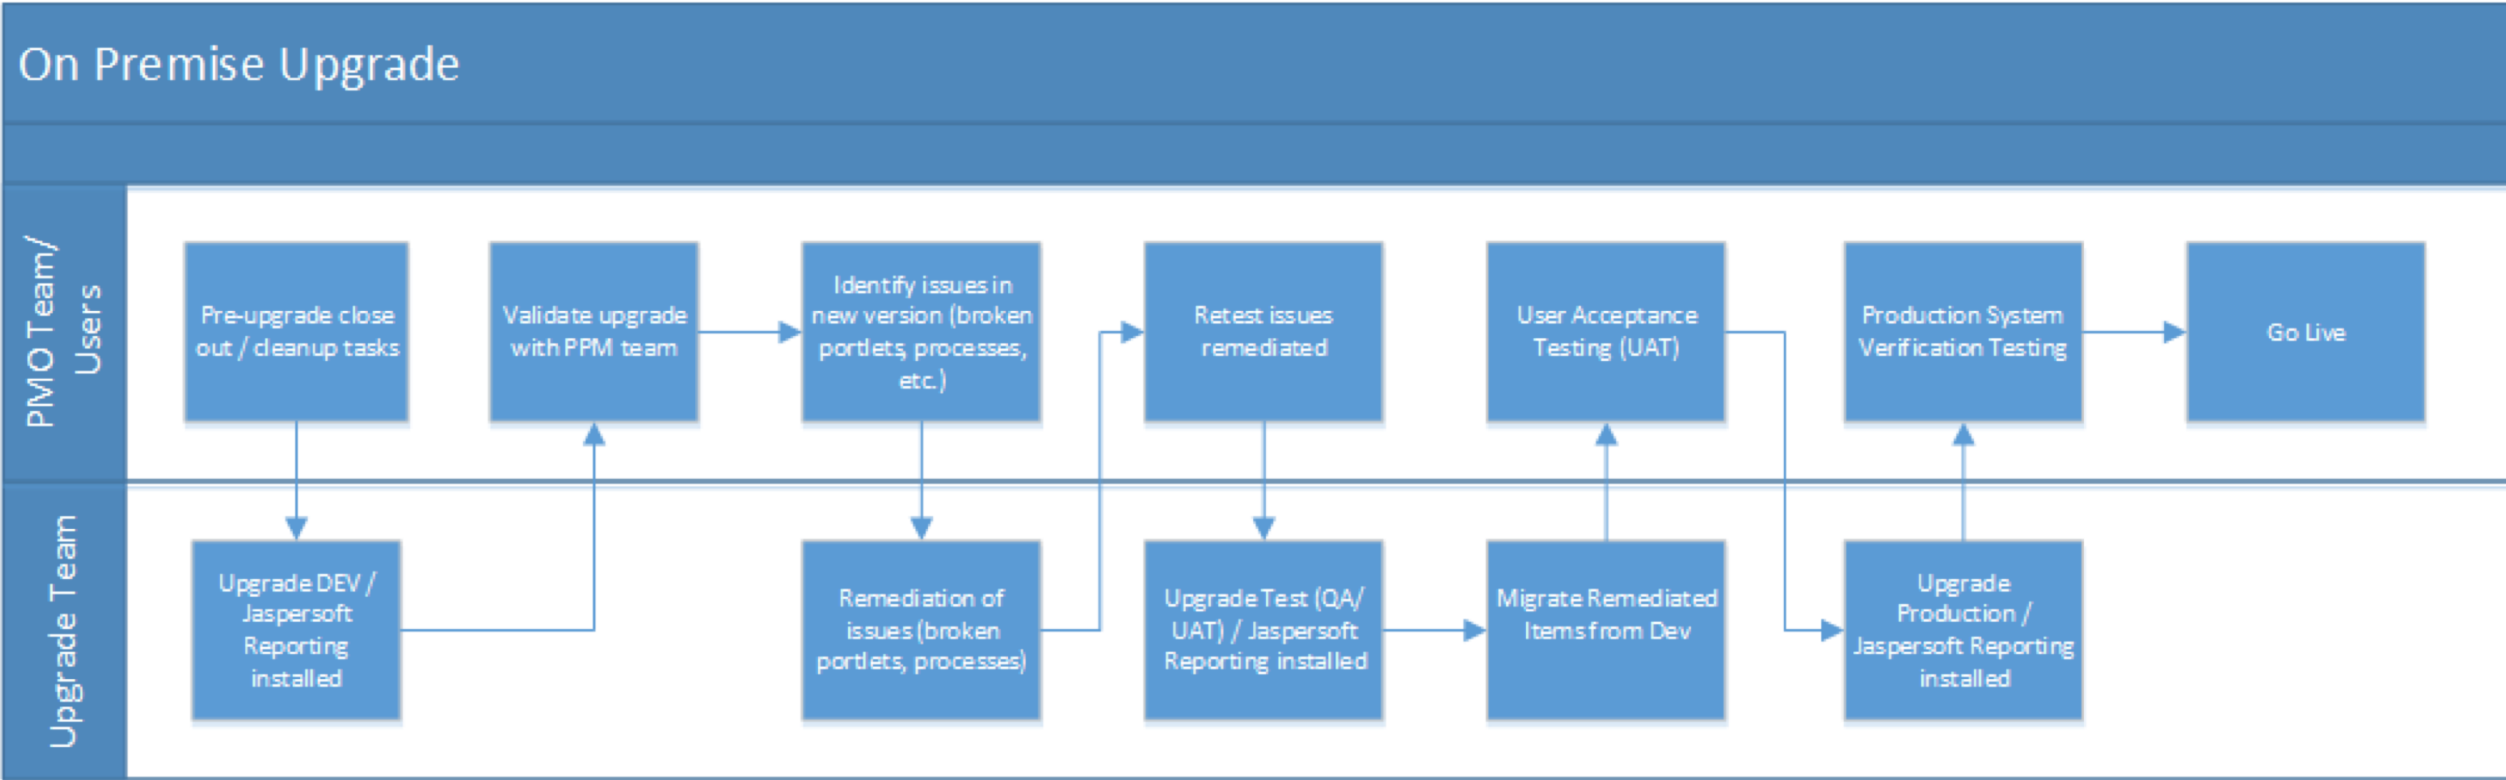 On Premise Upgrade
PMO Team/
Users
Pre-upgrade close
out / cleanup tasks
Validate upgrade
with PPM team
Identify issues in
new version (broken
portlets, processes,
etc.)
Retest issues
remediated
User Acceptance
Testing (UAT)
Production System
Verification Testing
Go Live
Upgrade Team
Upgrade DEV /
Jaspersoft
Reporting
installed
Remediation of
issues (broken
portlets, processes)
Upgrade Test (QA/
UAT) / Jaspersoft
Reporting installed
Migrate Remediated
Items from Dev
Upgrade
Production /
Jaspersoft Reporting
installed